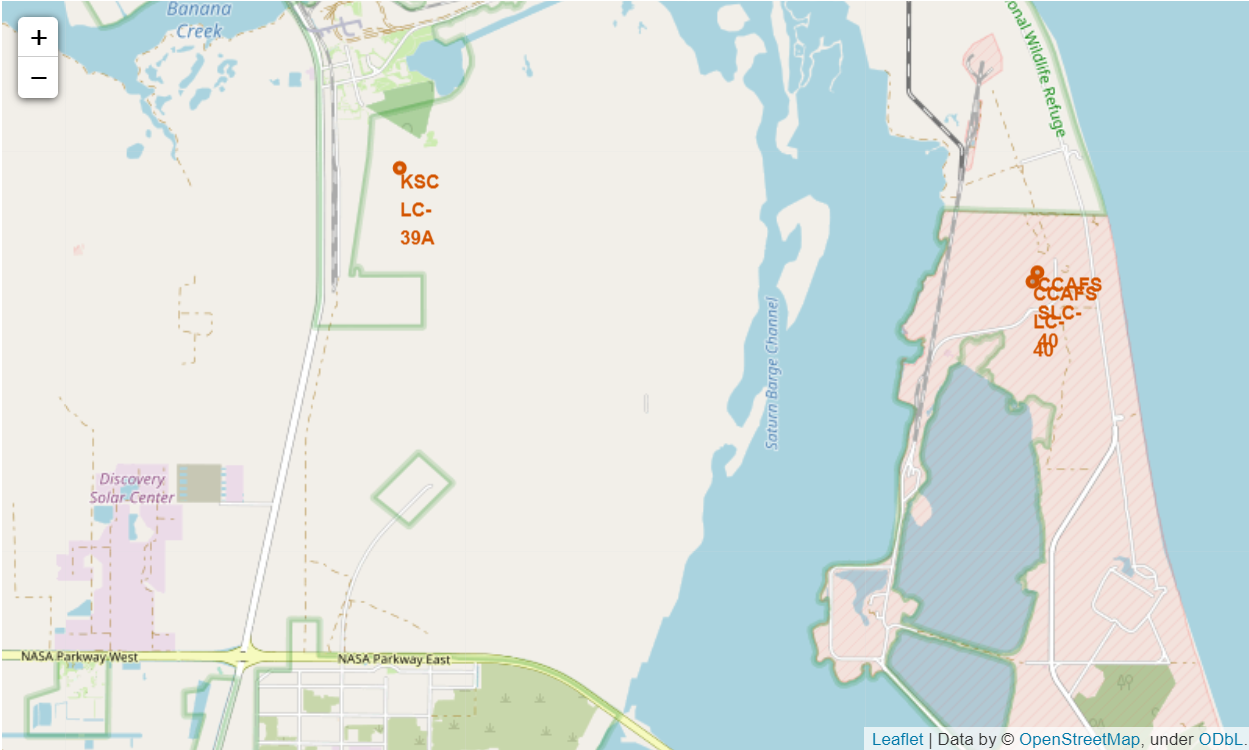 Banana
Creek
+
−
onal Wildlife Refuge
KSC
LC-
39A
CCAFS
SLC-
40
CCAFS
LC-
40
Saturn Barge Channel
Discovery
Solar Center
NASA Parkway West
NASA Parkway East
Leaflet | Data by © OpenStreetMap, under ODbL.